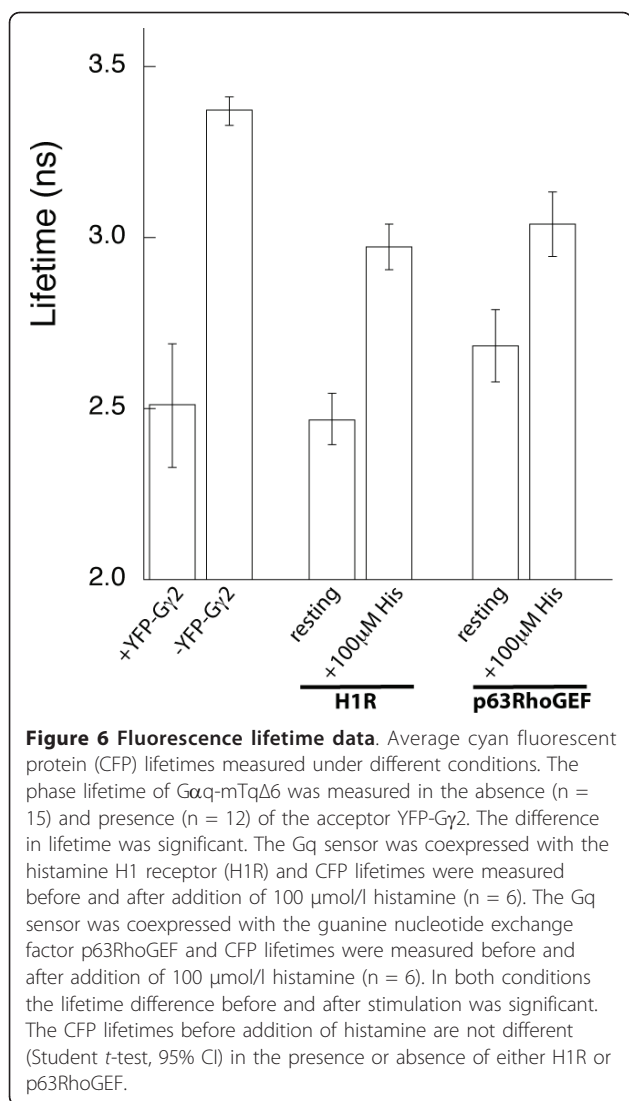 3.5
3.0
2.5
2.0
Lifetime (ns)
+YFP-Gγ2
-YFP-Gγ2
resting
+100μM His
resting
+100μM His
H1R
p63RhoGEF
Figure 6 Fluorescence lifetime data. Average cyan fluorescent
protein (CFP) lifetimes measured under different conditions. The
phase lifetime of Gαq-mTqΔ6 was measured in the absence (n =
15) and presence (n = 12) of the acceptor YFP-Gγ2. The difference
in lifetime was significant. The Gq sensor was coexpressed with the
histamine H1 receptor (H1R) and CFP lifetimes were measured
before and after addition of 100 μmol/l histamine (n = 6). The Gq
sensor was coexpressed with the guanine nucleotide exchange
factor p63RhoGEF and CFP lifetimes were measured before and
after addition of 100 μmol/l histamine (n = 6). In both conditions
the lifetime difference before and after stimulation was significant.
The CFP lifetimes before addition of histamine are not different
(Student t-test, 95% CI) in the presence or absence of either H1R or
p63RhoGEF.